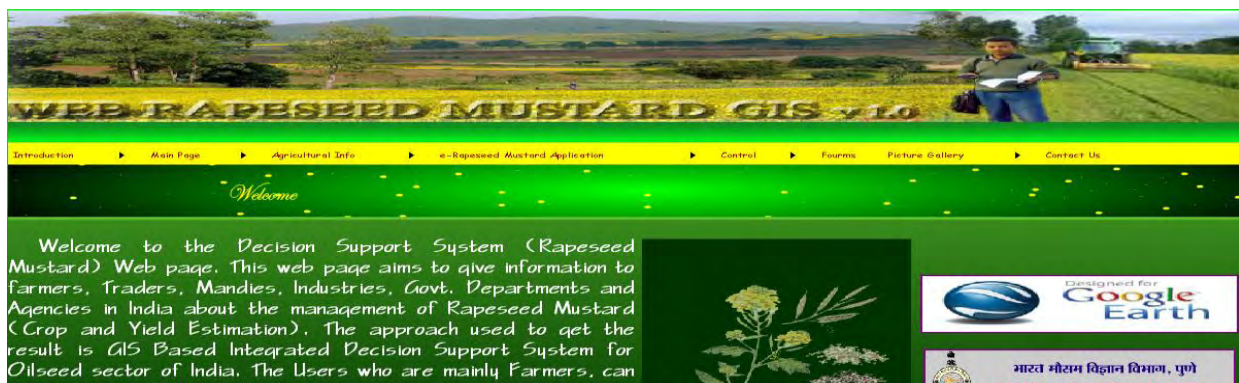 WEB RAPESEED MUSTARD GIS v 1.0
Introduction Main Page Agricultural Info e-Rapeseed Mustard Application Control Fourms Picture Gallery Contact Us
Welcome
Welcome to the Decision Support System (Rapeseed
Mustard) Web page. This web page aims to give information to
farmers, Traders, Mandies, Industries, Govt. Departments and
Agencies in India about the management of Rapeseed Mustard
(Crop and Yield Estimation). The approach used to get the
result is GIS Based Integrated Decision Support System for
Oilseed sector of India. The Users who are mainly Farmers, can
Designed for
Google
Earth
भारत मौसम विज्ञान विभाग, पुणे